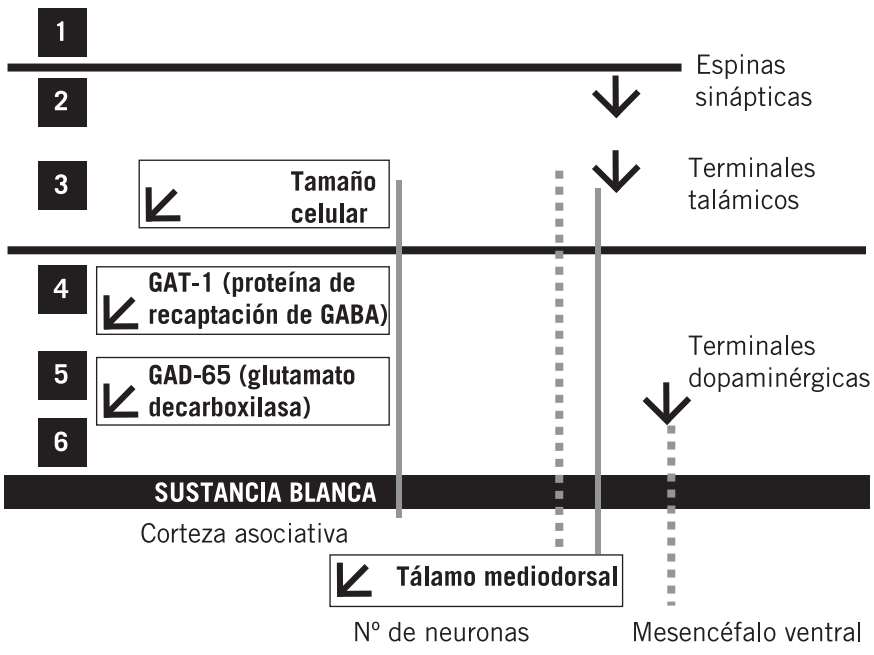 1
Espinas
sinápticas
2
3
Tamaño
celular
Terminales
talámicos
4
GAT-1 (proteína de
recaptación de GABA)
5
GAD-65 (glutamato
decarboxilasa)
Terminales
dopaminérgicas
6
SUSTANCIA BLANCA
Corteza asociativa
Tálamo mediodorsal
Nº de neuronas
Mesencéfalo ventral